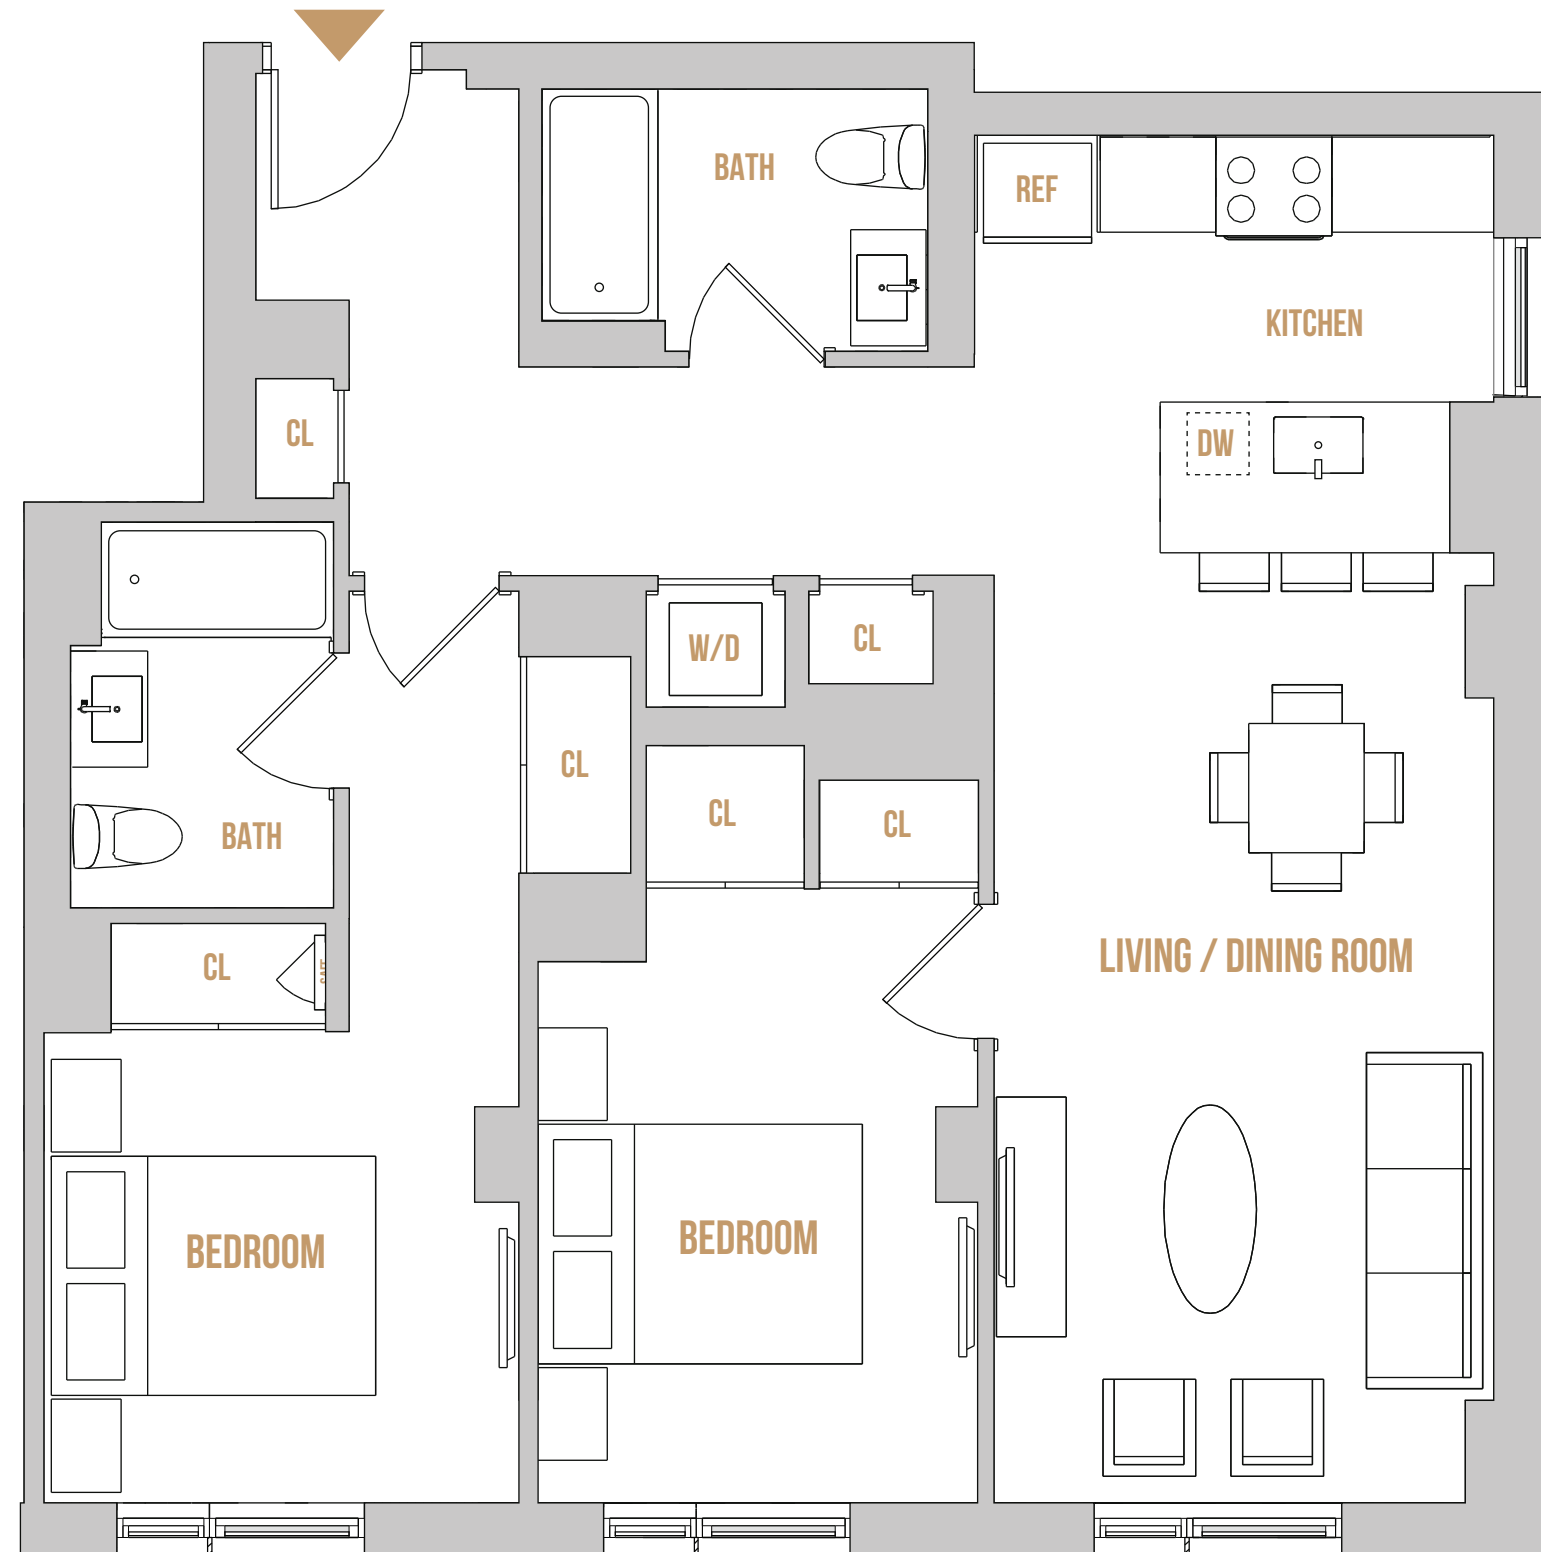 BATH
REF
KITCHEN
CL
DW
W/D
CL
CL
CL
CL
BATH
CL
LIVING / DINING ROOM
BEDROOM
BEDROOM